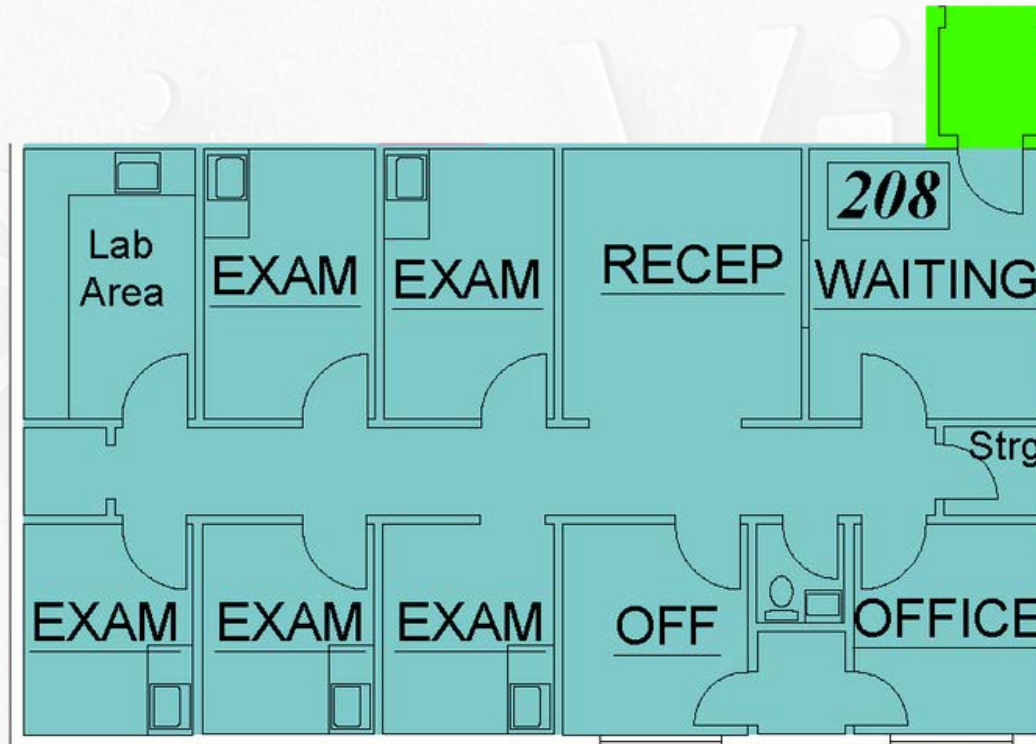 208
Lab
Area
EXAM
EXAM
RECEP
WAITING
Strg
EXAM
EXAM
EXAM
OFF
OFFICE